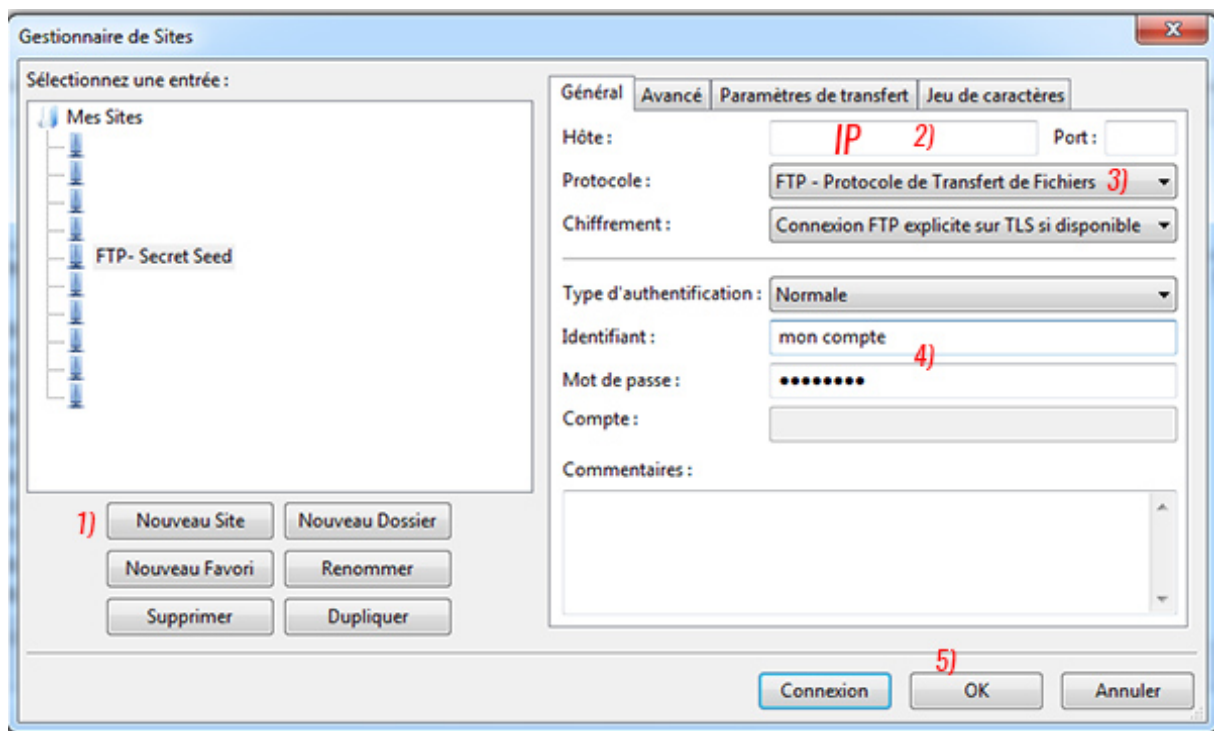 Gestionnaire de Sites
x
Sélectionnez une entrée :
Mes Sites
FTP- Secret Seed
1) Nouveau Site Nouveau Dossier
Nouveau Favori Renommer
Supprimer Dupliquer
Général Avancé Paramètres de transfert Jeu de caractères
Hôte : IP 2) Port :
Protocole : FTP - Protocole de Transfert de Fichiers 3)
Chiffrement : Connexion FTP explicite sur TLS si disponible
Type d'authentification : Normale
Identifiant : mon compte
4)
Mot de passe : ●●●●●●●●
Compte :
Commentaires :
5)
Connexion OK Annuler